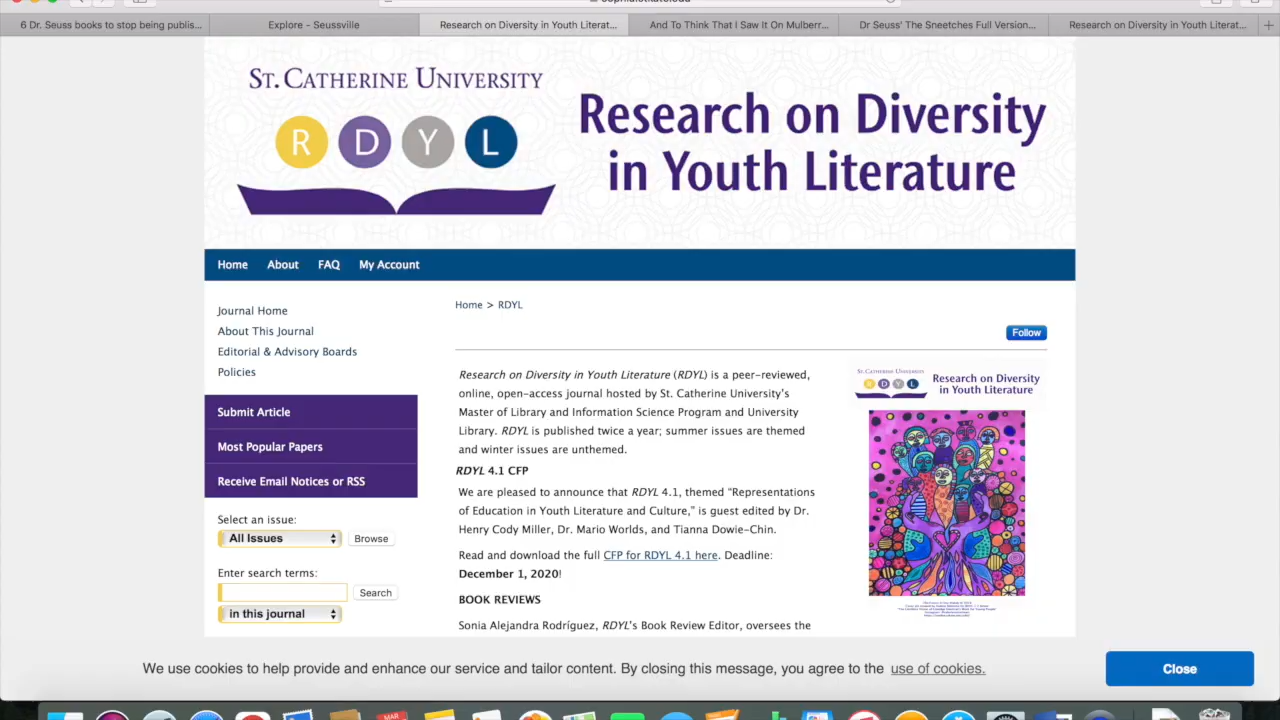 6 Dr. Seuss books to stop being publis...
Explore - Seussville
Research on Diversity in Youth Literat...
And To Think That I Saw It On Mulberr...
Dr Seuss' The Sneetches Full Version...
Research on Diversity in Youth Literat...
ST. CATHERINE UNIVERSITY
R D Y L
Research on Diversity
in Youth Literature
Home About FAQ My Account
Journal Home
About This Journal
Editorial & Advisory Boards
Policies
Submit Article
Most Popular Papers
Receive Email Notices or RSS
Select an issue:
All Issues Browse
Enter search terms:
Search
in this journal
Home > RDYL
Follow
Research on Diversity in Youth Literature (RDYL) is a peer-reviewed,
online, open-access journal hosted by St. Catherine University's
Master of Library and Information Science Program and University
Library. RDYL is published twice a year; summer issues are themed
and winter issues are unthemed.
RDYL 4.1 CFP
We are pleased to announce that RDYL 4.1, themed "Representations
of Education in Youth Literature and Culture," is guest edited by Dr.
Henry Cody Miller, Dr. Mario Worlds, and Tianna Dowie-Chin.
Read and download the full CFP for RDYL 4.1 here. Deadline:
December 1, 2020!
BOOK REVIEWS
Sonia Alejandra Rodríguez, RDYL's Book Review Editor, oversees the
ST. CATHERINE UNIVERSITY
R D Y L
Research on Diversity
in Youth Literature
We use cookies to help provide and enhance our service and tailor content. By closing this message, you agree to the use of cookies.
Close
MAR